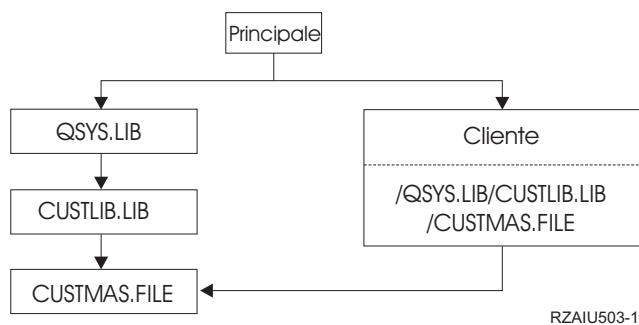 Principale
QSYS.LIB
CUSTLIB.LIB
CUSTMAS.FILE
Cliente
/QSYS.LIB/CUSTLIB.LIB
/CUSTMAS.FILE
RZAIU503-1